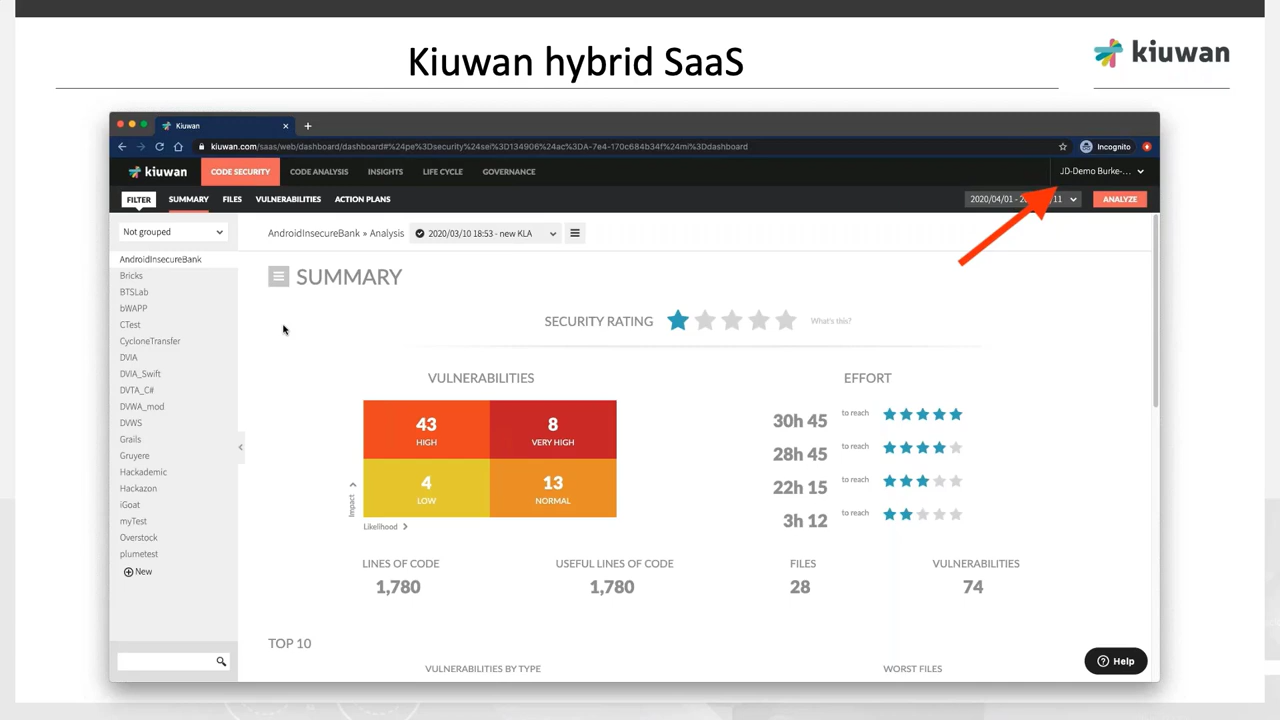 Kiuwan hybrid SaaS
kiuwan
Kiuwan
kiuwan.com/saas/web/dashboard/dashboard#%24pe%3Dsecurity%24sei%3D134906%24ac%3DA-7e4-170c684b34f%24m/%3Ddashboard
Incognito
kiuwan
CODE SECURITY
CODE ANALYSIS
INSIGHTS
LIFE CYCLE
GOVERNANCE
JD-Demo Burke-...
FILTER
SUMMARY
FILES
VULNERABILITIES
ACTION PLANS
2020/04/01 - 11
ANALYZE
Not grouped
AndroidInsecureBank » Analysis
2020/03/10 18:53 - new KLA
AndroidInsecureBank
Bricks
BTSLab
bWAPP
CTest
CycloneTransfer
DVIA
DVIA_Swift
DVTA_C#
DVWA_mod
DVWS
Grails
Gruyere
Hackademic
Hackazon
iGoat
myTest
Overstock
plumetest
New
SUMMARY
SECURITY RATING
What's this?
VULNERABILITIES
43
HIGH
8
VERY HIGH
4
LOW
13
NORMAL
Impact
Likelihood
EFFORT
30h 45 to reach
28h 45 to reach
22h 15 to reach
3h 12 to reach
LINES OF CODE
1,780
USEFUL LINES OF CODE
1,780
FILES
28
VULNERABILITIES
74
TOP 10
VULNERABILITIES BY TYPE
WORST FILES
Help